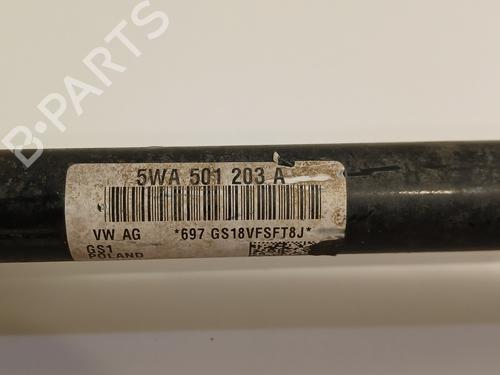 5WA 501 203 A
VW AG *697 GS18VFSFT8J*
GS1
POLAND
B-PARTS